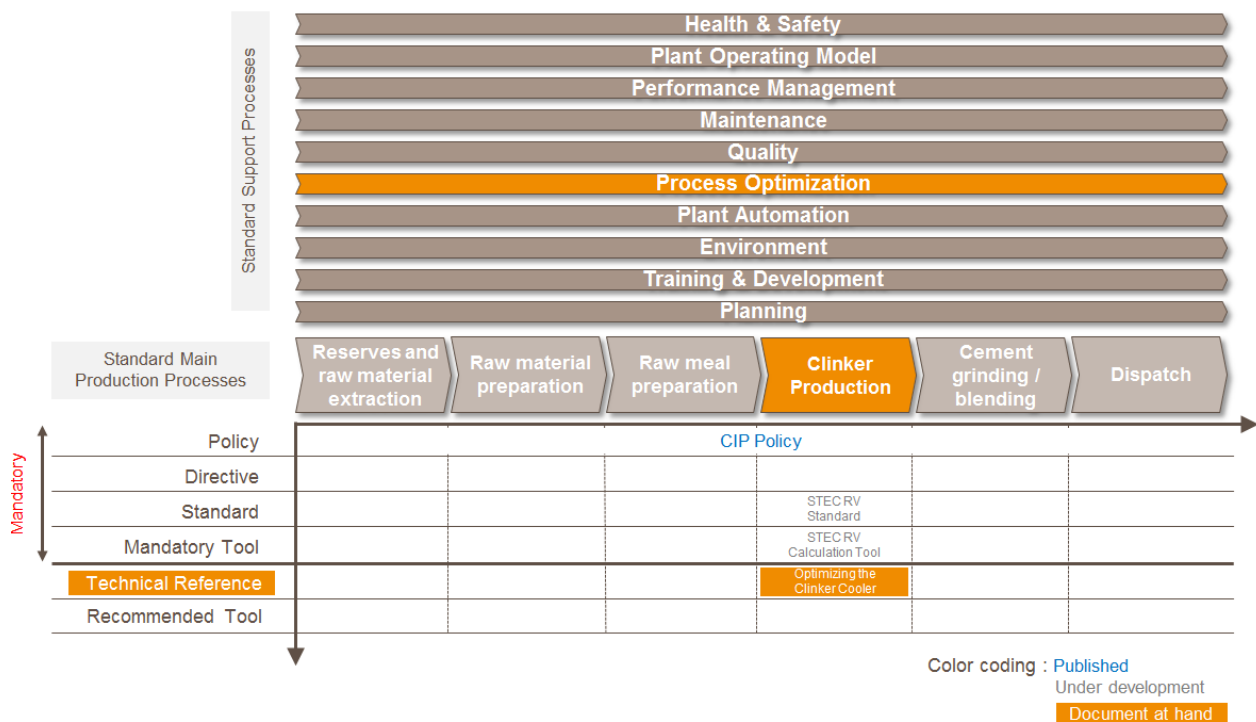 Standard Support Processes
Health & Safety
Plant Operating Model
Performance Management
Maintenance
Quality
Process Optimization
Plant Automation
Environment
Training & Development
Planning
Standard Main
Production Processes
Reserves and
raw material
extraction
Raw material
preparation
Raw meal
preparation
Clinker
Production
Cement
grinding /
blending
Dispatch
Mandatory
Policy
CIP Policy
Directive
Standard
STEC RV
Standard
Mandatory Tool
STEC RV
Calculation Tool
Technical Reference
Optimizing the
Clinker Cooler
Recommended Tool
Color coding : Published
Under development
Document at hand